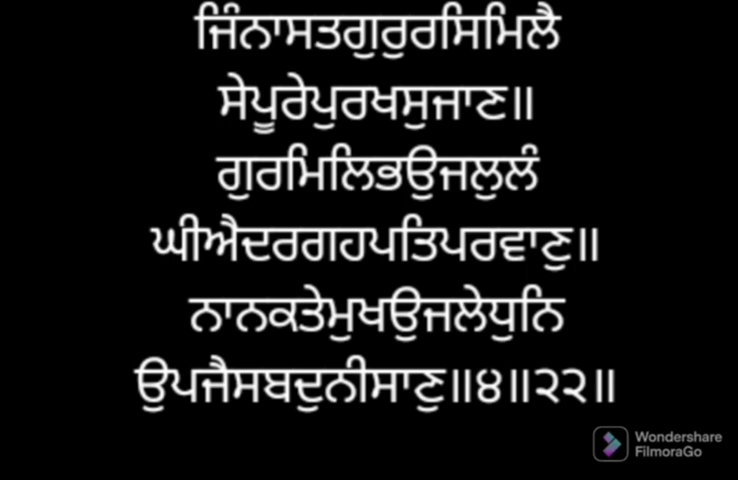 ਜਿੰਨਾਸਤਗੁਰੁਰਸਿਮਿਲੈ
ਸੇਪੂਰੇਪੁਰਖਸੁਜਾਣ॥
ਗੁਰਮਿਲਿਭਉਜਲੁਲੰ
ਘੀਐਦਰਗਹਪਤਿਪਰਵਾਣੁ॥
ਨਾਨਕਤੇਮੁਖਉਜਲੇਧੁਨਿ
ਉਪਜੈਸਬਦੁਨੀਸਾਣੁ॥੪॥੨੨॥
Wondershare
FilmoraGo